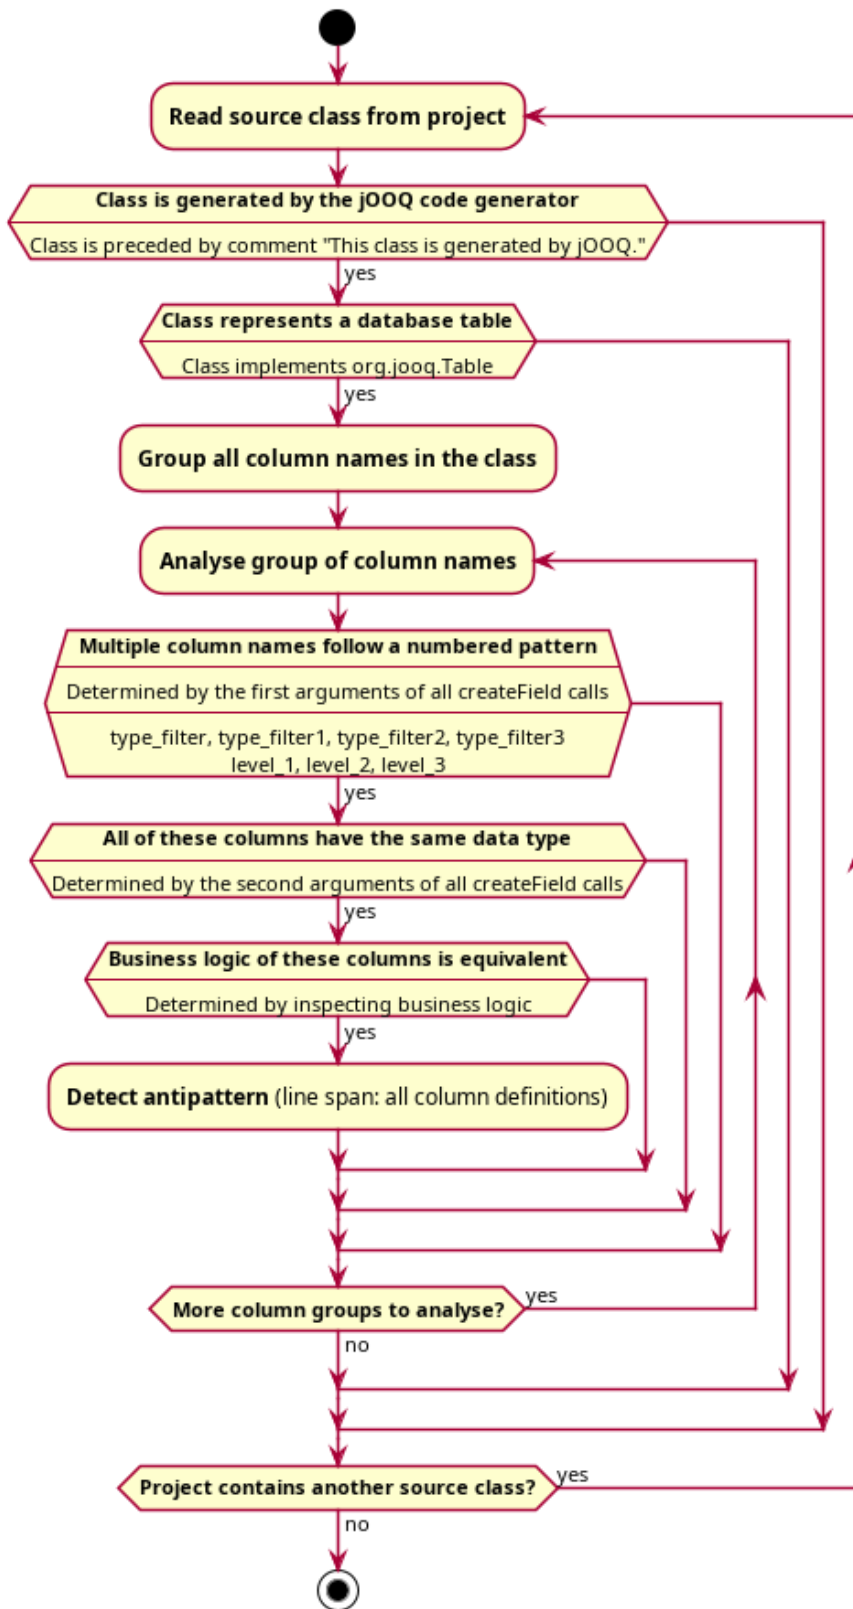 Read source class from project
Class is generated by the jOOQ code generator
Class is preceded by comment "This class is generated by jOOQ."
yes
Class represents a database table
Class implements org.jooq.Table
yes
Group all column names in the class
Analyse group of column names
Multiple column names follow a numbered pattern
Determined by the first arguments of all createField calls
type_filter, type_filter1, type_filter2, type_filter3
level_1, level_2, level_3
yes
All of these columns have the same data type
Determined by the second arguments of all createField calls
yes
Business logic of these columns is equivalent
Determined by inspecting business logic
yes
Detect antipattern (line span: all column definitions)
More column groups to analyse?
yes
no
Project contains another source class?
yes
no